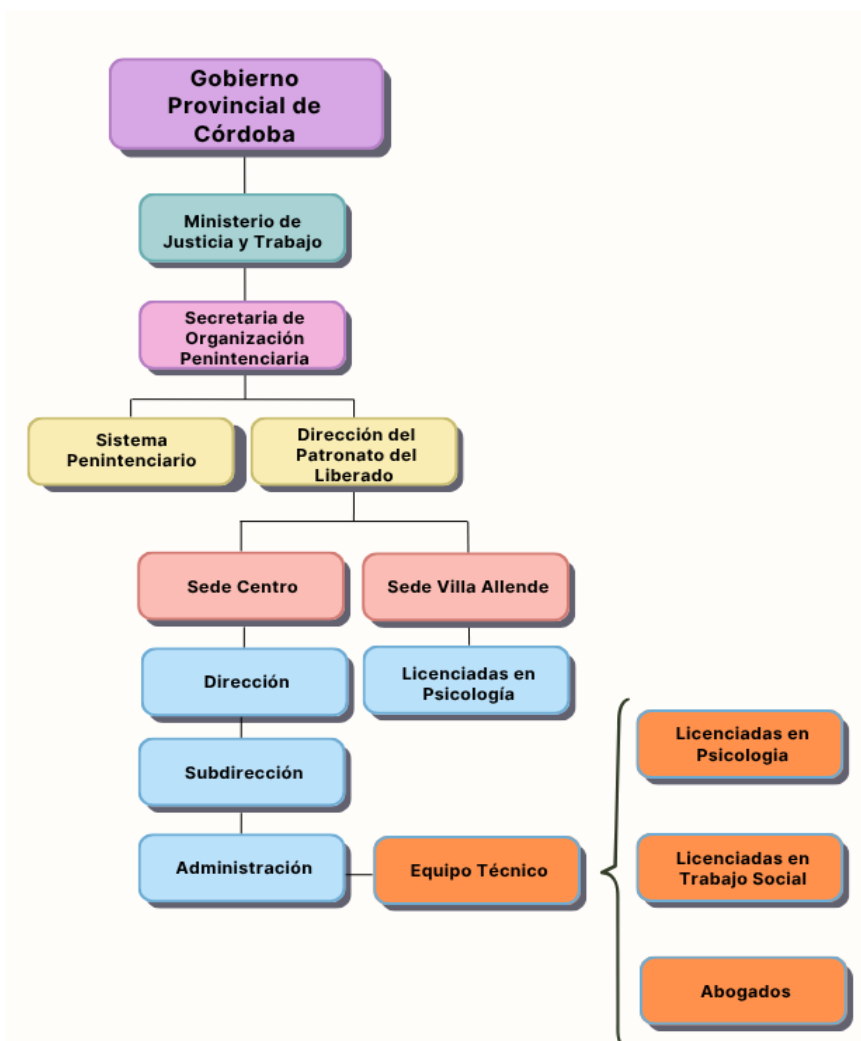 Gobierno
Provincial de
Córdoba
Ministerio de
Justicia y Trabajo
Secretaria de
Organización
Penintenciaria
Sistema
Penintenciario
Dirección del
Patronato del
Liberado
Sede Centro
Sede Villa Allende
Dirección
Licenciadas en
Psicología
Subdirección
Administración
Equipo Técnico
Licenciadas en
Psicologia
Licenciadas en
Trabajo Social
Abogados